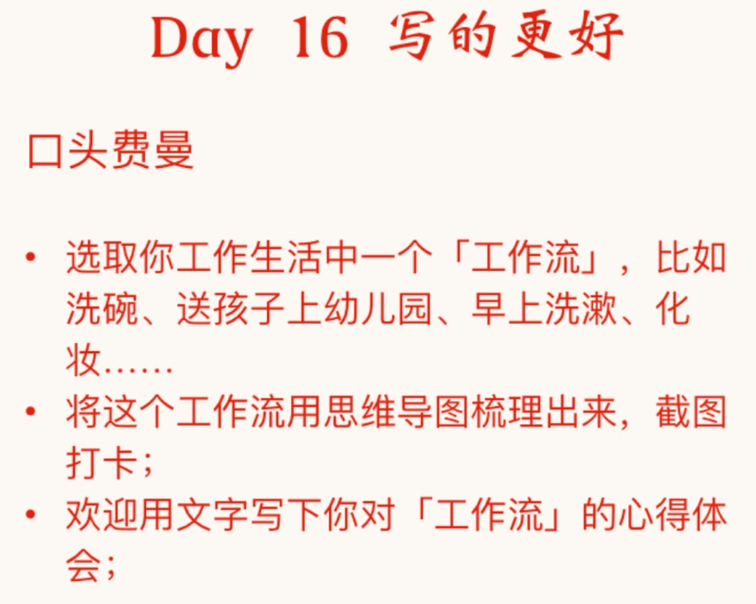 Day 16 写的更好
口头费曼
• 选取你工作生活中一个「工作流」，比如
洗碗、送孩子上幼儿园、早上洗漱、化
妆……
• 将这个工作流用思维导图梳理出来，截图
打卡；
• 欢迎用文字写下你对「工作流」的心得体
会；